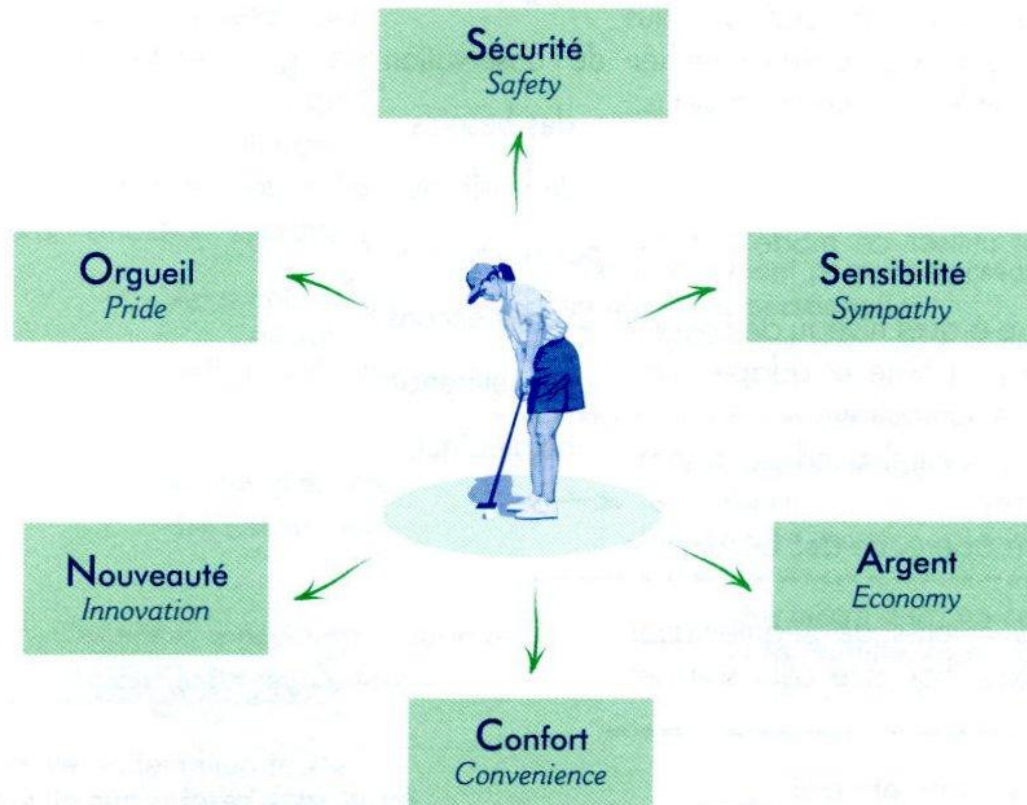 Sécurité
Safety
Orgueil
Pride
Sensibilité
Sympathy
Nouveauté
Innovation
Argent
Economy
Confort
Convenience